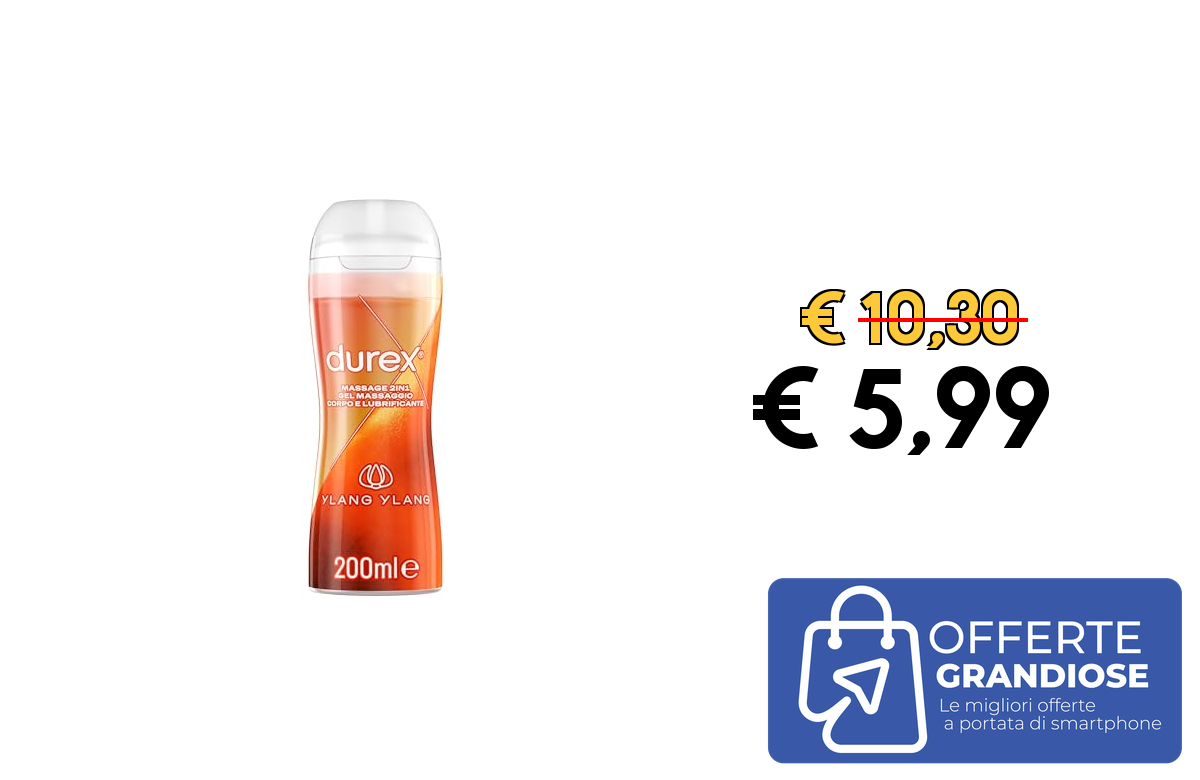 durex®
MASSAGE 2IN1
GEL MASSAGGIO
CORPO E LUBRIFICANTE
YLANG YLANG
200ml e
€ 10,30
€ 5,99
OFFERTE
GRANDIOSE
Le migliori offerte
a portata di smartphone